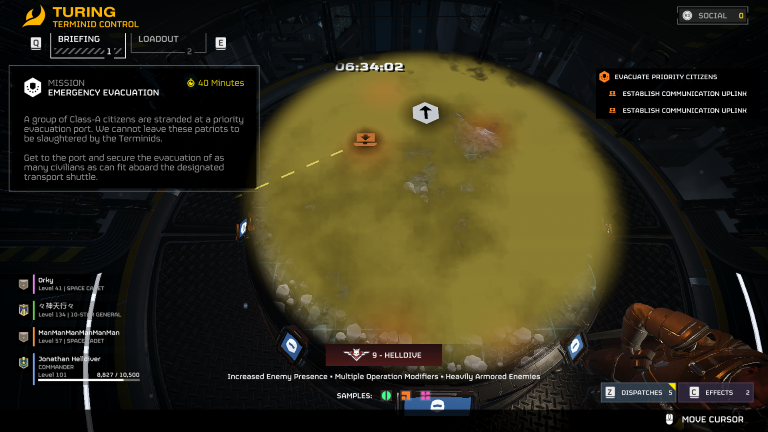 TURING
TERMINID CONTROL
SOCIAL 0
Q
BRIEFING
1
LOADOUT
2
E
MISSION
EMERGENCY EVACUATION
40 Minutes
A group of Class-A citizens are stranded at a priority
evacuation port. We cannot leave these patriots to
be slaughtered by the Terminids.
Get to the port and secure the evacuation of as
many civilians as can fit aboard the designated
transport shuttle.
06:34:02
EVACUATE PRIORITY CITIZENS
ESTABLISH COMMUNICATION UPLINK
ESTABLISH COMMUNICATION UPLINK
Orky
Level 41 | SPACE CADET
々神天行々
Level 134 | 10-STAR GENERAL
ManManManManManMan
Level 57 | SPACE CADET
Jonathan Helldiver
COMMANDER
Level 101
8,827 / 10,500
9 - HELLDIVE
Increased Enemy Presence • Multiple Operation Modifiers • Heavily Armored Enemies
SAMPLES:
Z DISPATCHES 5
C EFFECTS 2
MOVE CURSOR